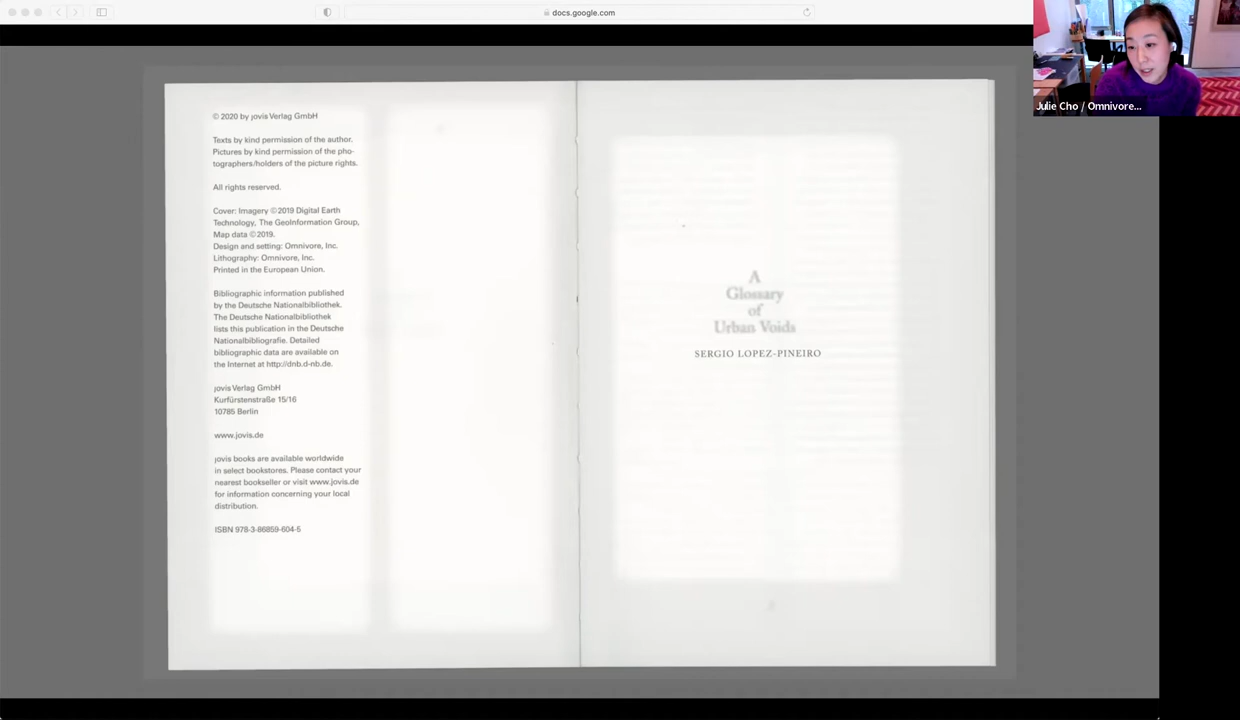 docs.google.com
Julie Cho / Omnivore...
© 2020 by jovis Verlag GmbH
Texts by kind permission of the author.
Pictures by kind permission of the pho-
tographers/holders of the picture rights.
All rights reserved.
Cover: Imagery ©2019 Digital Earth
Technology, The GeoInformation Group,
Map data ©2019.
Design and setting: Omnivore, Inc.
Lithography: Omnivore, Inc.
Printed in the European Union.
Bibliographic information published
by the Deutsche Nationalbibliothek.
The Deutsche Nationalbibliothek
lists this publication in the Deutsche
Nationalbibliografie. Detailed
bibliographic data are available on
the Internet at http://dnb.d-nb.de.
jovis Verlag GmbH
Kurfürstenstraße 15/16
10785 Berlin
www.jovis.de
jovis books are available worldwide
in select bookstores. Please contact your
nearest bookseller or visit www.jovis.de
for information concerning your local
distribution.
ISBN 978-3-86859-604-5
A
Glossary
of
Urban Voids
SERGIO LOPEZ-PINEIRO